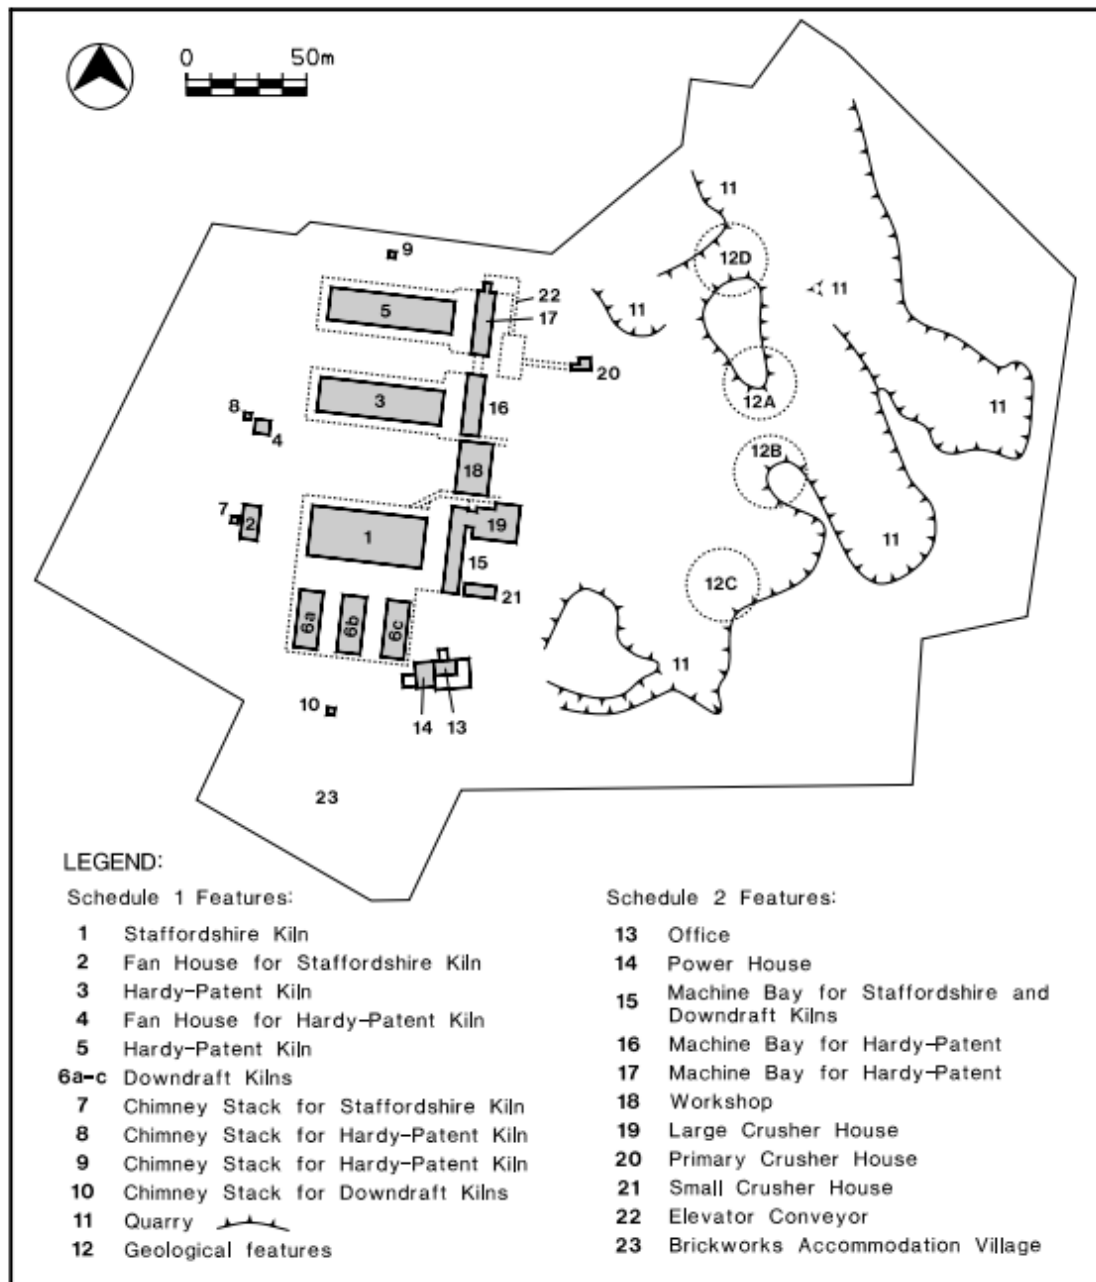 0 50m
11
12D
9
22
11
5
17
11
20
12A
3
16
11
8
4
12B
18
7
2
19
1
11
15
12C
21
6a 6b 6c
11
10
14 13
23
LEGEND:
Schedule 1 Features:
1 Staffordshire Kiln
2 Fan House for Staffordshire Kiln
3 Hardy-Patent Kiln
4 Fan House for Hardy-Patent Kiln
5 Hardy-Patent Kiln
6a-c Downdraft Kilns
7 Chimney Stack for Staffordshire Kiln
8 Chimney Stack for Hardy-Patent Kiln
9 Chimney Stack for Hardy-Patent Kiln
10 Chimney Stack for Downdraft Kilns
11 Quarry
12 Geological features
Schedule 2 Features:
13 Office
14 Power House
15 Machine Bay for Staffordshire and
Downdraft Kilns
16 Machine Bay for Hardy-Patent
17 Machine Bay for Hardy-Patent
18 Workshop
19 Large Crusher House
20 Primary Crusher House
21 Small Crusher House
22 Elevator Conveyor
23 Brickworks Accommodation Village